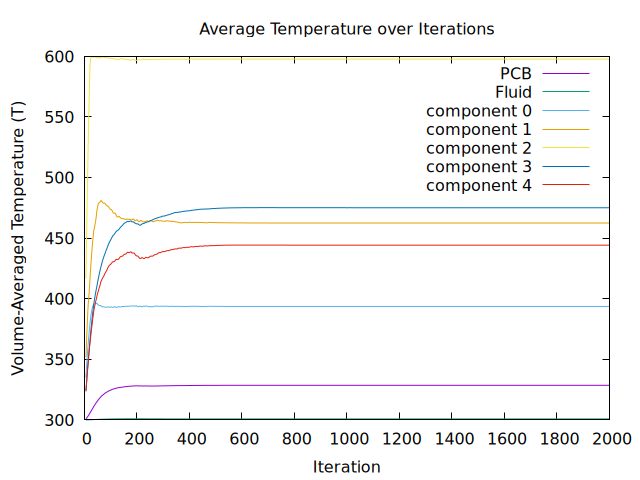 Average Temperature over Iterations
600
550
500
450
400
350
300
Volume-Averaged Temperature (T)
PCB
Fluid
component 0
component 1
component 2
component 3
component 4
0 200 400 600 800 1000 1200 1400 1600 1800 2000
Iteration